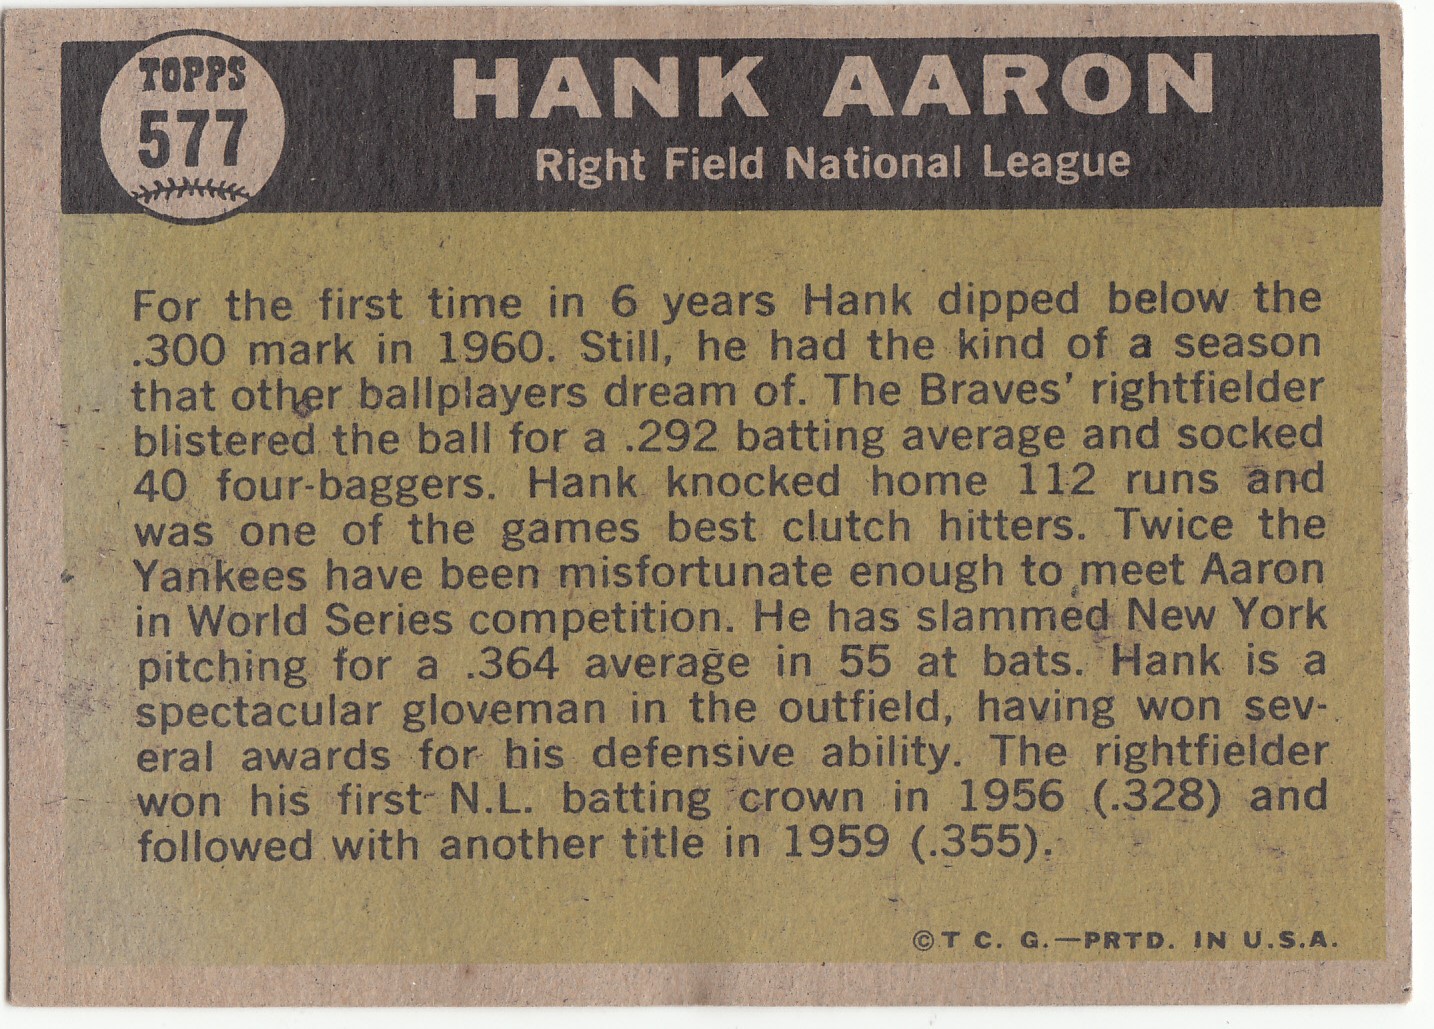 TOPPS
577
HANK AARON
Right Field National League
For the first time in 6 years Hank dipped below the
.300 mark in 1960. Still, he had the kind of a season
that other ballplayers dream of. The Braves' rightfielder
blistered the ball for a .292 batting average and socked
40 four-baggers. Hank knocked home 112 runs and
was one of the games best clutch hitters. Twice the
Yankees have been misfortunate enough to meet Aaron
in World Series competition. He has slammed New York
pitching for a .364 average in 55 at bats. Hank is a
spectacular gloveman in the outfield, having won sev-
eral awards for his defensive ability. The rightfielder
won his first N.L. batting crown in 1956 (.328) and
followed with another title in 1959 (.355).
©T C. G.—PRTD. IN U.S.A.